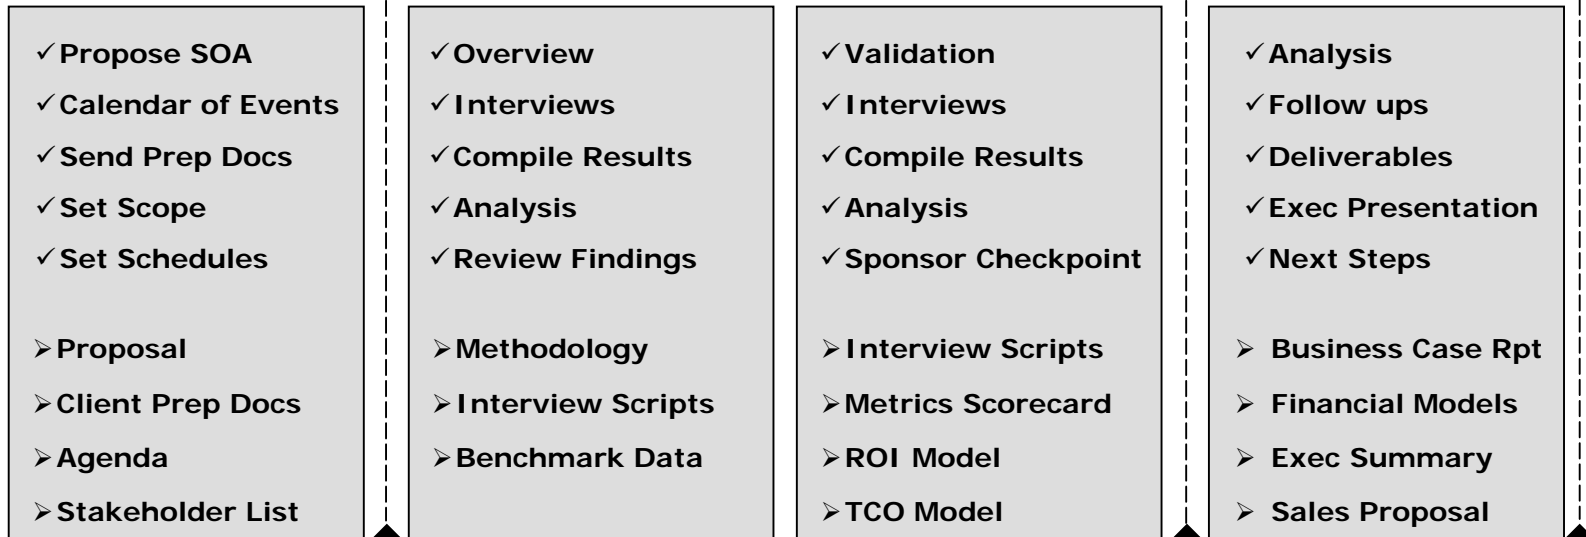 ✓Propose SOA
✓Calendar of Events
✓Send Prep Docs
✓Set Scope
✓Set Schedules
➢Proposal
➢Client Prep Docs
➢Agenda
➢Stakeholder List
✓Overview
✓Interviews
✓Compile Results
✓Analysis
✓Review Findings
➢Methodology
➢Interview Scripts
➢Benchmark Data
✓Validation
✓Interviews
✓Compile Results
✓Analysis
✓Sponsor Checkpoint
➢Interview Scripts
➢Metrics Scorecard
➢ROI Model
➢TCO Model
✓Analysis
✓Follow ups
✓Deliverables
✓Exec Presentation
✓Next Steps
➢ Business Case Rpt
➢ Financial Models
➢ Exec Summary
➢ Sales Proposal